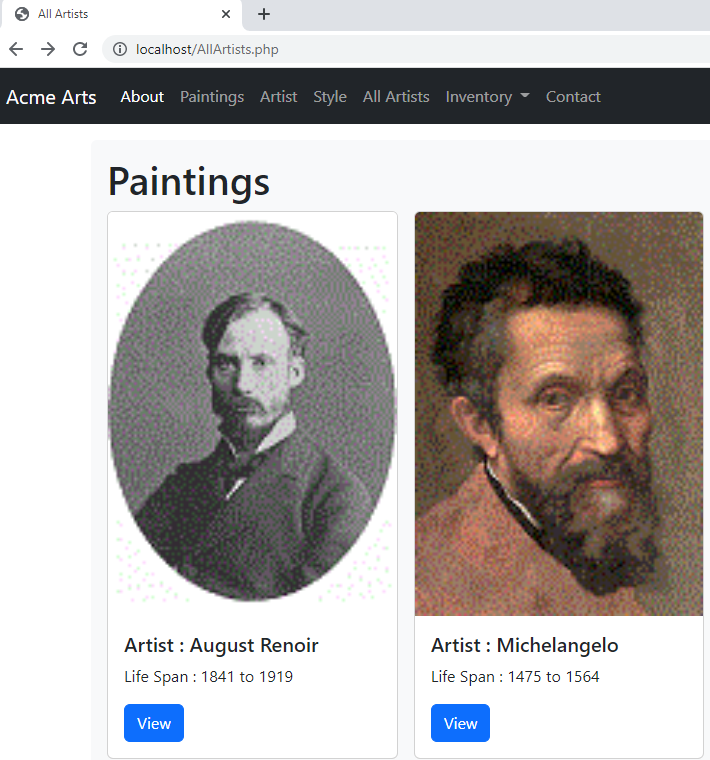 All Artists
localhost/AllArtists.php
Acme Arts About Paintings Artist Style All Artists Inventory Contact
Paintings
Artist : August Renoir
Life Span : 1841 to 1919
View
Artist : Michelangelo
Life Span : 1475 to 1564
View